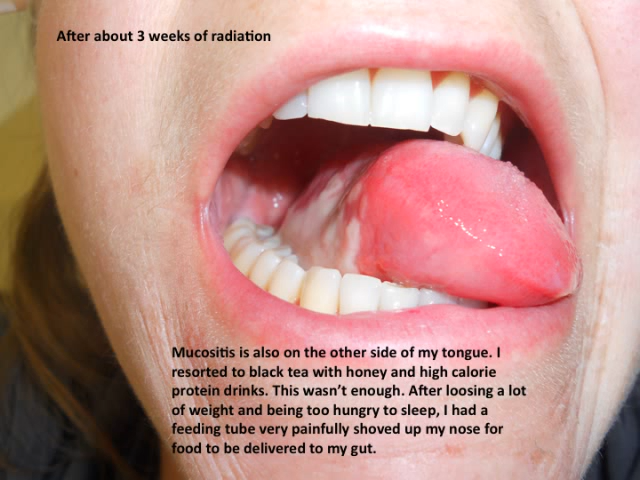 After about 3 weeks of radiation
Mucositis is also on the other side of my tongue. I
resorted to black tea with honey and high calorie
protein drinks. This wasn’t enough. After loosing a lot
of weight and being too hungry to sleep, I had a
feeding tube very painfully shoved up my nose for
food to be delivered to my gut.